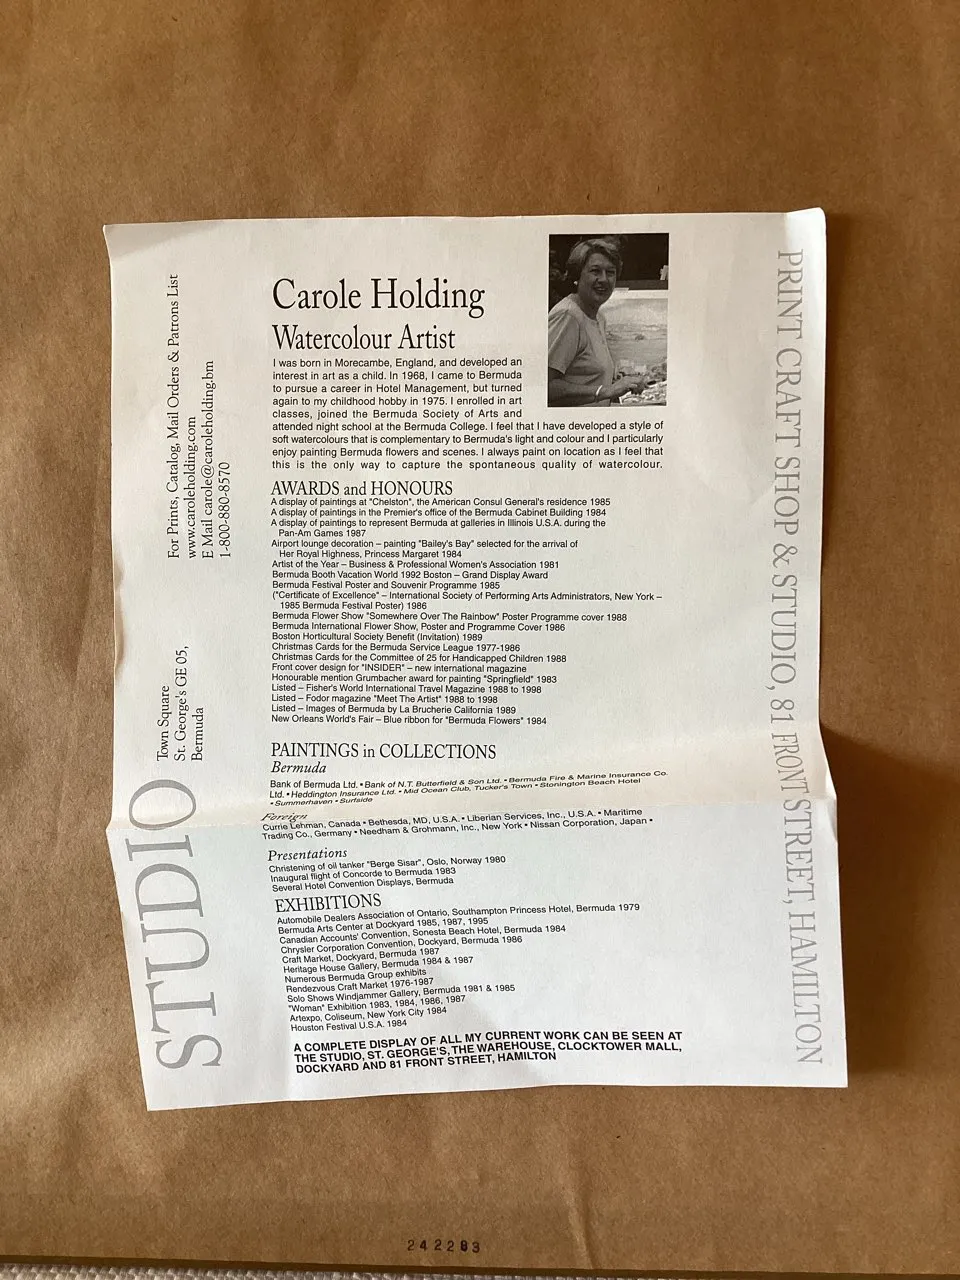 Carole Holding
Watercolour Artist
I was born in Morecambe, England, and developed an
interest in art as a child. In 1968, I came to Bermuda
to pursue a career in Hotel Management, but turned
again to my childhood hobby in 1975. I enrolled in art
classes, joined the Bermuda Society of Arts and
attended night school at the Bermuda College. I feel that I have developed a style of
soft watercolours that is complementary to Bermuda's light and colour and I particularly
enjoy painting Bermuda flowers and scenes. I always paint on location as I feel that
this is the only way to capture the spontaneous quality of watercolour.
AWARDS and HONOURS
A display of paintings at "Chelston", the American Consul General's residence 1985
A display of paintings in the Premier's office of the Bermuda Cabinet Building 1984
A display of paintings to represent Bermuda at galleries in Illinois U.S.A. during the
Pan-Am Games 1987
Airport lounge decoration – painting "Bailey's Bay" selected for the arrival of
Her Royal Highness, Princess Margaret 1984
Artist of the Year – Business & Professional Women's Association 1981
Bermuda Booth Vacation World 1992 Boston – Grand Display Award
Bermuda Festival Poster and Souvenir Programme 1985
("Certificate of Excellence" – International Society of Performing Arts Administrators, New York –
1985 Bermuda Festival Poster) 1986
Bermuda Flower Show "Somewhere Over The Rainbow" Poster Programme cover 1988
Bermuda International Flower Show, Poster and Programme Cover 1986
Boston Horticultural Society Benefit (Invitation) 1989
Christmas Cards for the Bermuda Service League 1977-1986
Christmas Cards for the Committee of 25 for Handicapped Children 1988
Front cover design for "INSIDER" – new international magazine
Honourable mention Grumbacher award for painting "Springfield" 1983
Listed – Fisher's World International Travel Magazine 1988 to 1998
Listed – Fodor magazine "Meet The Artist" 1988 to 1998
Listed – Images of Bermuda by La Brucherie California 1989
New Orleans World's Fair – Blue ribbon for "Bermuda Flowers" 1984
PAINTINGS in COLLECTIONS
Bermuda
Bank of Bermuda Ltd. • Bank of N.T. Butterfield & Son Ltd. • Bermuda Fire & Marine Insurance Co.
Ltd. • Heddington Insurance Ltd. • Mid Ocean Club, Tucker's Town • Stonington Beach Hotel
• Summerhaven • Surfside
Foreign
Currie Lehman, Canada • Bethesda, MD, U.S.A. • Liberian Services, Inc., U.S.A. • Maritime
Trading Co., Germany • Needham & Grohmann, Inc., New York • Nissan Corporation, Japan •
Presentations
Christening of oil tanker "Berge Sisar", Oslo, Norway 1980
Inaugural flight of Concorde to Bermuda 1983
Several Hotel Convention Displays, Bermuda
EXHIBITIONS
Automobile Dealers Association of Ontario, Southampton Princess Hotel, Bermuda 1979
Bermuda Arts Center at Dockyard 1985, 1987, 1995
Canadian Accounts' Convention, Sonesta Beach Hotel, Bermuda 1984
Chrysler Corporation Convention, Dockyard, Bermuda 1986
Craft Market, Dockyard, Bermuda 1987
Heritage House Gallery, Bermuda 1984 & 1987
Numerous Bermuda Group exhibits
Rendezvous Craft Market 1976-1987
Solo Shows Windjammer Gallery, Bermuda 1981 & 1985
"Woman" Exhibition 1983, 1984, 1986, 1987
Artexpo, Coliseum, New York City 1984
Houston Festival U.S.A. 1984
A COMPLETE DISPLAY OF ALL MY CURRENT WORK CAN BE SEEN AT
THE STUDIO, ST. GEORGE'S, THE WAREHOUSE, CLOCKTOWER MALL,
DOCKYARD AND 81 FRONT STREET, HAMILTON
STUDIO
Town Square
St. George's GE 05,
Bermuda
For Prints, Catalog, Mail Orders & Patrons List
www.caroleholding.com
E Mail carole@caroleholding.bm
1-800-880-8570
PRINT CRAFT SHOP & STUDIO, 81 FRONT STREET, HAMILTON
242283